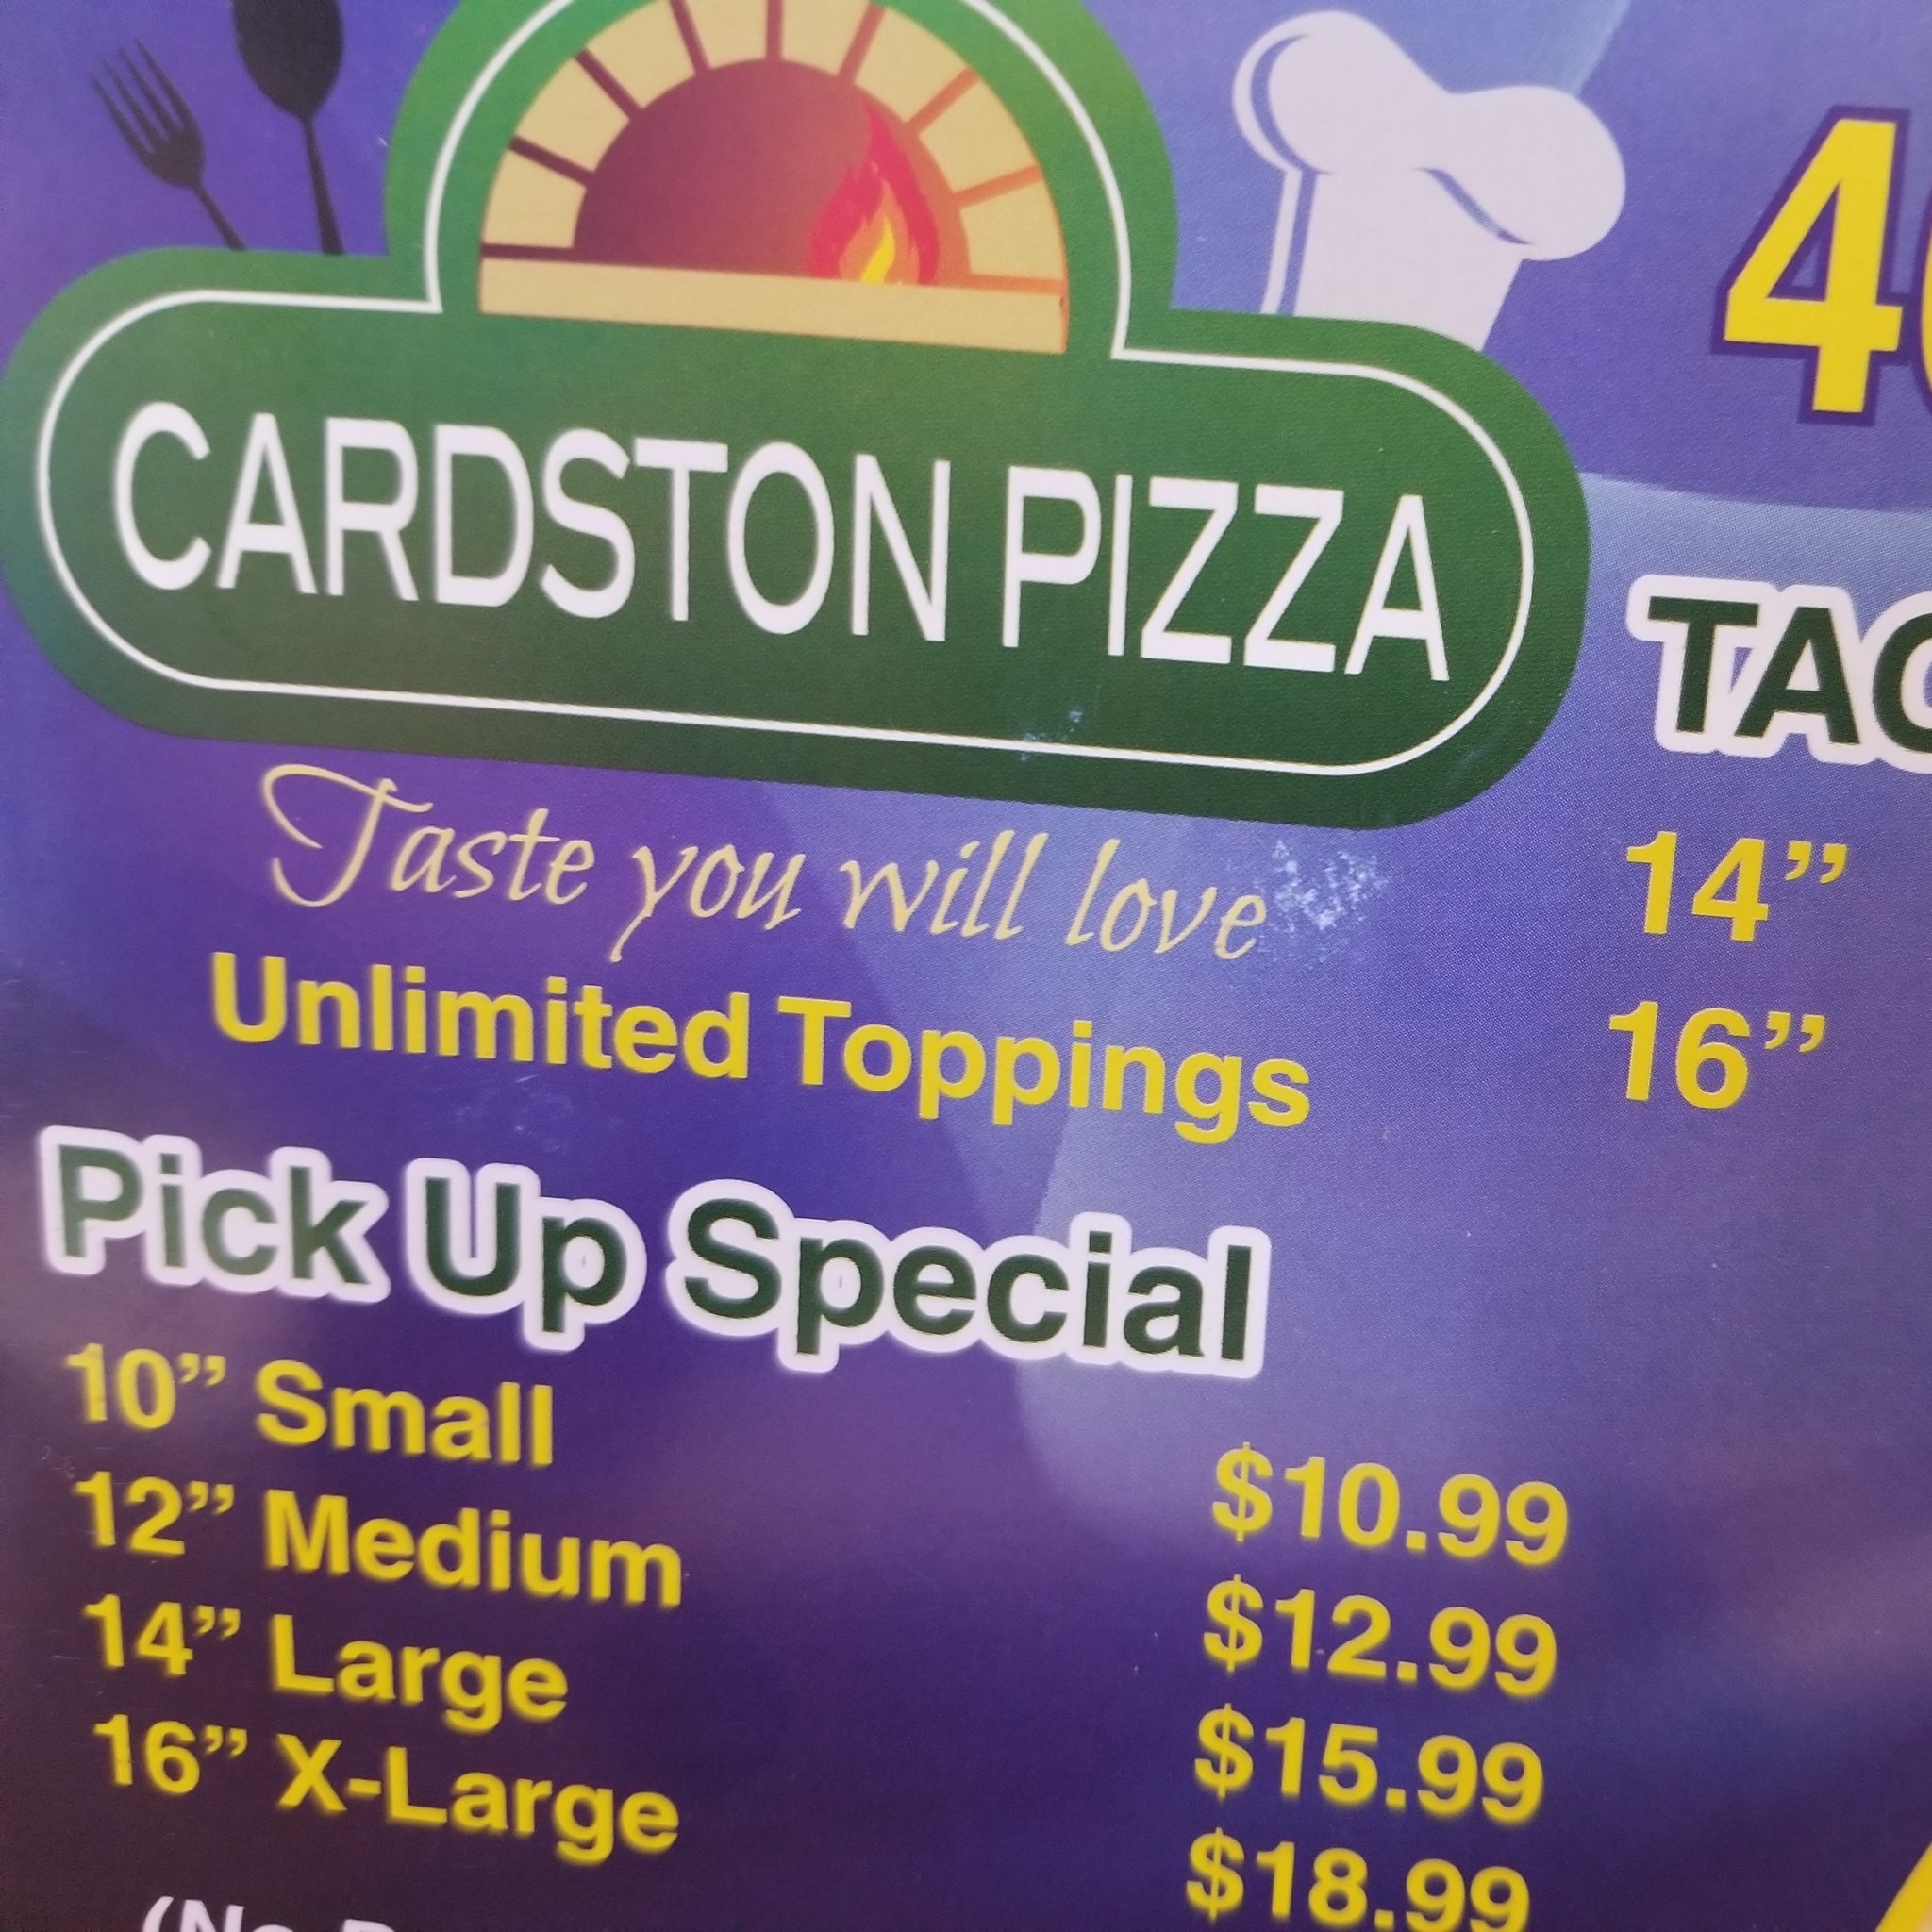 CARDSTON PIZZA
Taste you will love
Unlimited Toppings
Pick Up Special
10” Small $10.99
12” Medium $12.99
14” Large $15.99
16” X-Large $18.99
4
14”
16”